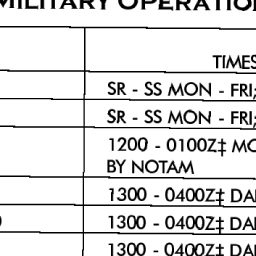 MILITARY OPERATION
TIMES
SR - SS MON - FRI;
SR - SS MON - FRI;
1200 - 0100Z‡ MO
BY NOTAM
1300 - 0400Z‡ DA
1300 - 0400Z‡ DA
1300 - 0400Z‡ DA